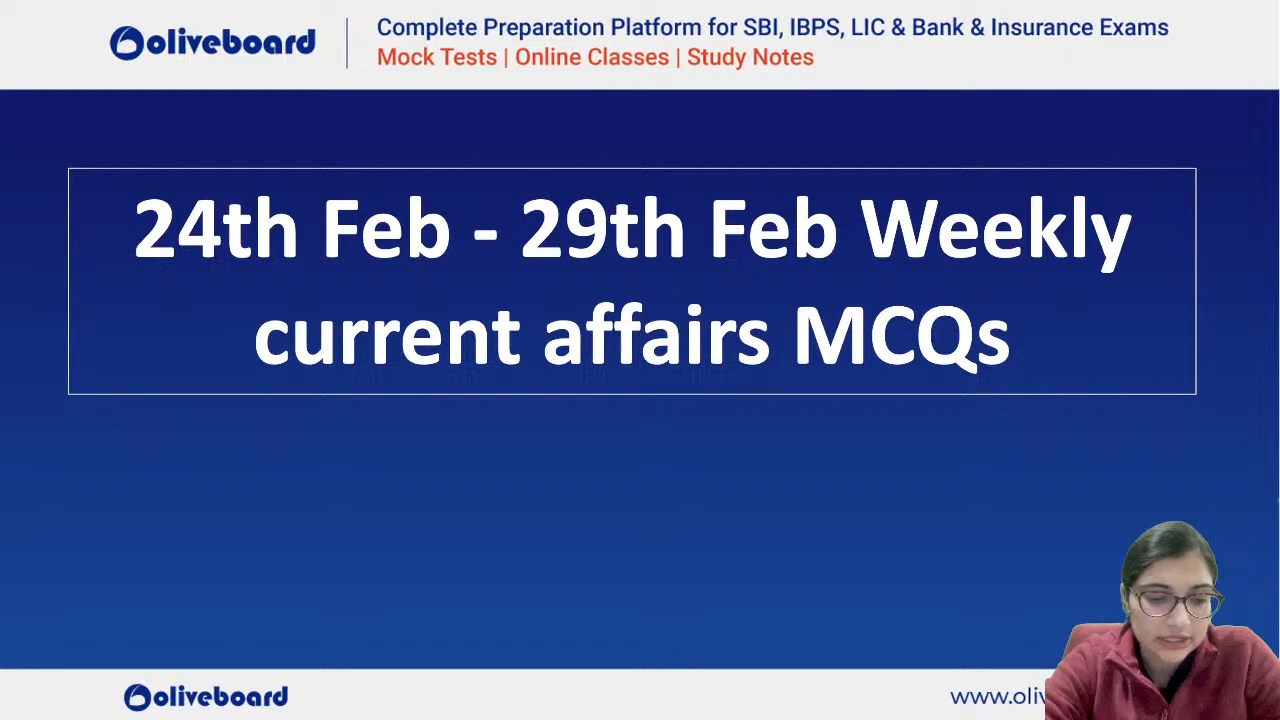 oliveboard
Complete Preparation Platform for SBI, IBPS, LIC & Bank & Insurance Exams
Mock Tests | Online Classes | Study Notes
24th Feb - 29th Feb Weekly
current affairs MCQs
oliveboard